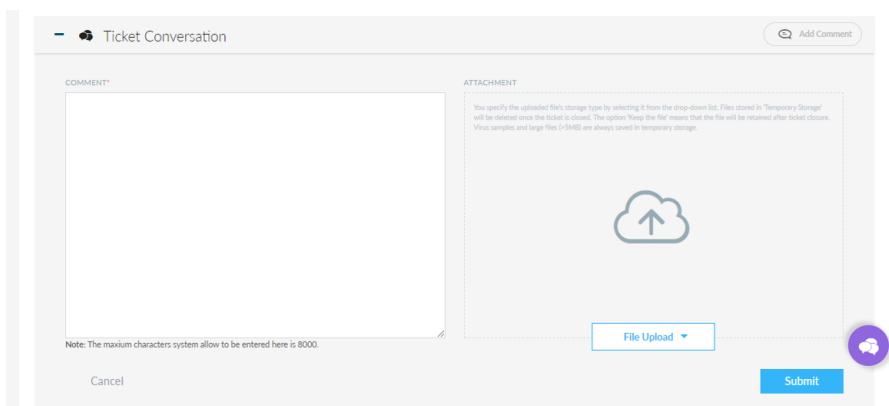 Ticket Conversation
Add Comment
COMMENT*
ATTACHMENT
You specify the uploaded file's storage type by selecting it from the drop-down list. Files stored in 'Temporary Storage'
will be deleted once the ticket is closed. The option 'Keep the file' means that the file will be retained after ticket closure.
Virus samples and large files (>5MB) are always saved in temporary storage.
File Upload
Note: The maxium characters system allow to be entered here is 8000.
Cancel
Submit